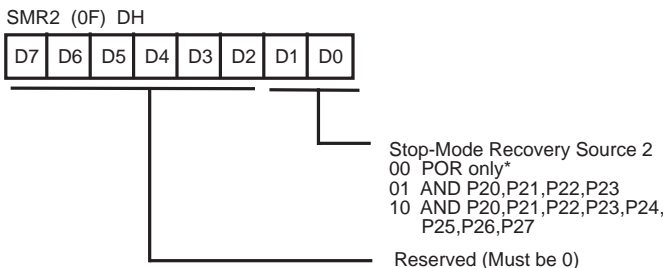 SMR2 (0F) DH
D7 D6 D5 D4 D3 D2 D1 D0
Stop-Mode Recovery Source 2
00 POR only*
01 AND P20,P21,P22,P23
10 AND P20,P21,P22,P23,P24,
P25,P26,P27
Reserved (Must be 0)